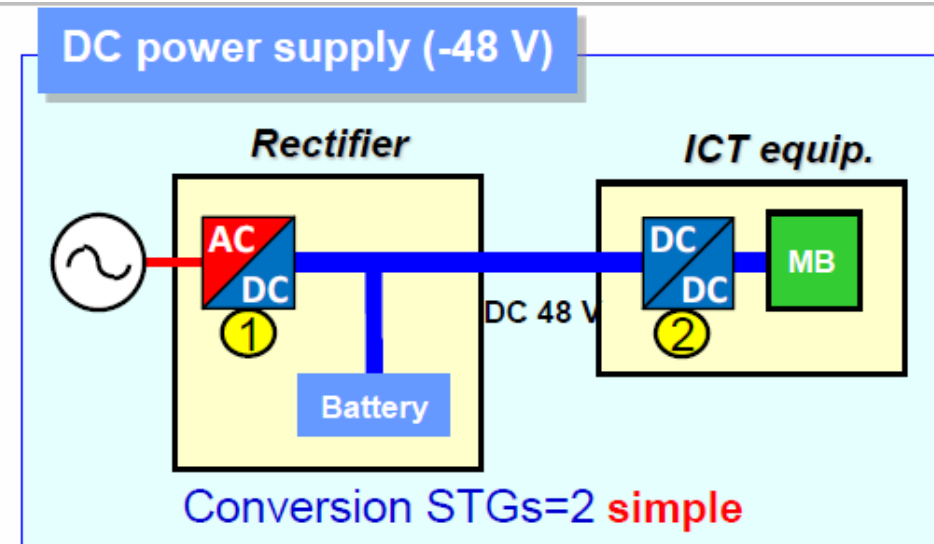 DC power supply (-48 V)
Rectifier
ICT equip.
AC
DC
DC
DC
MB
1
DC 48 V
2
Battery
Conversion STGs=2 simple